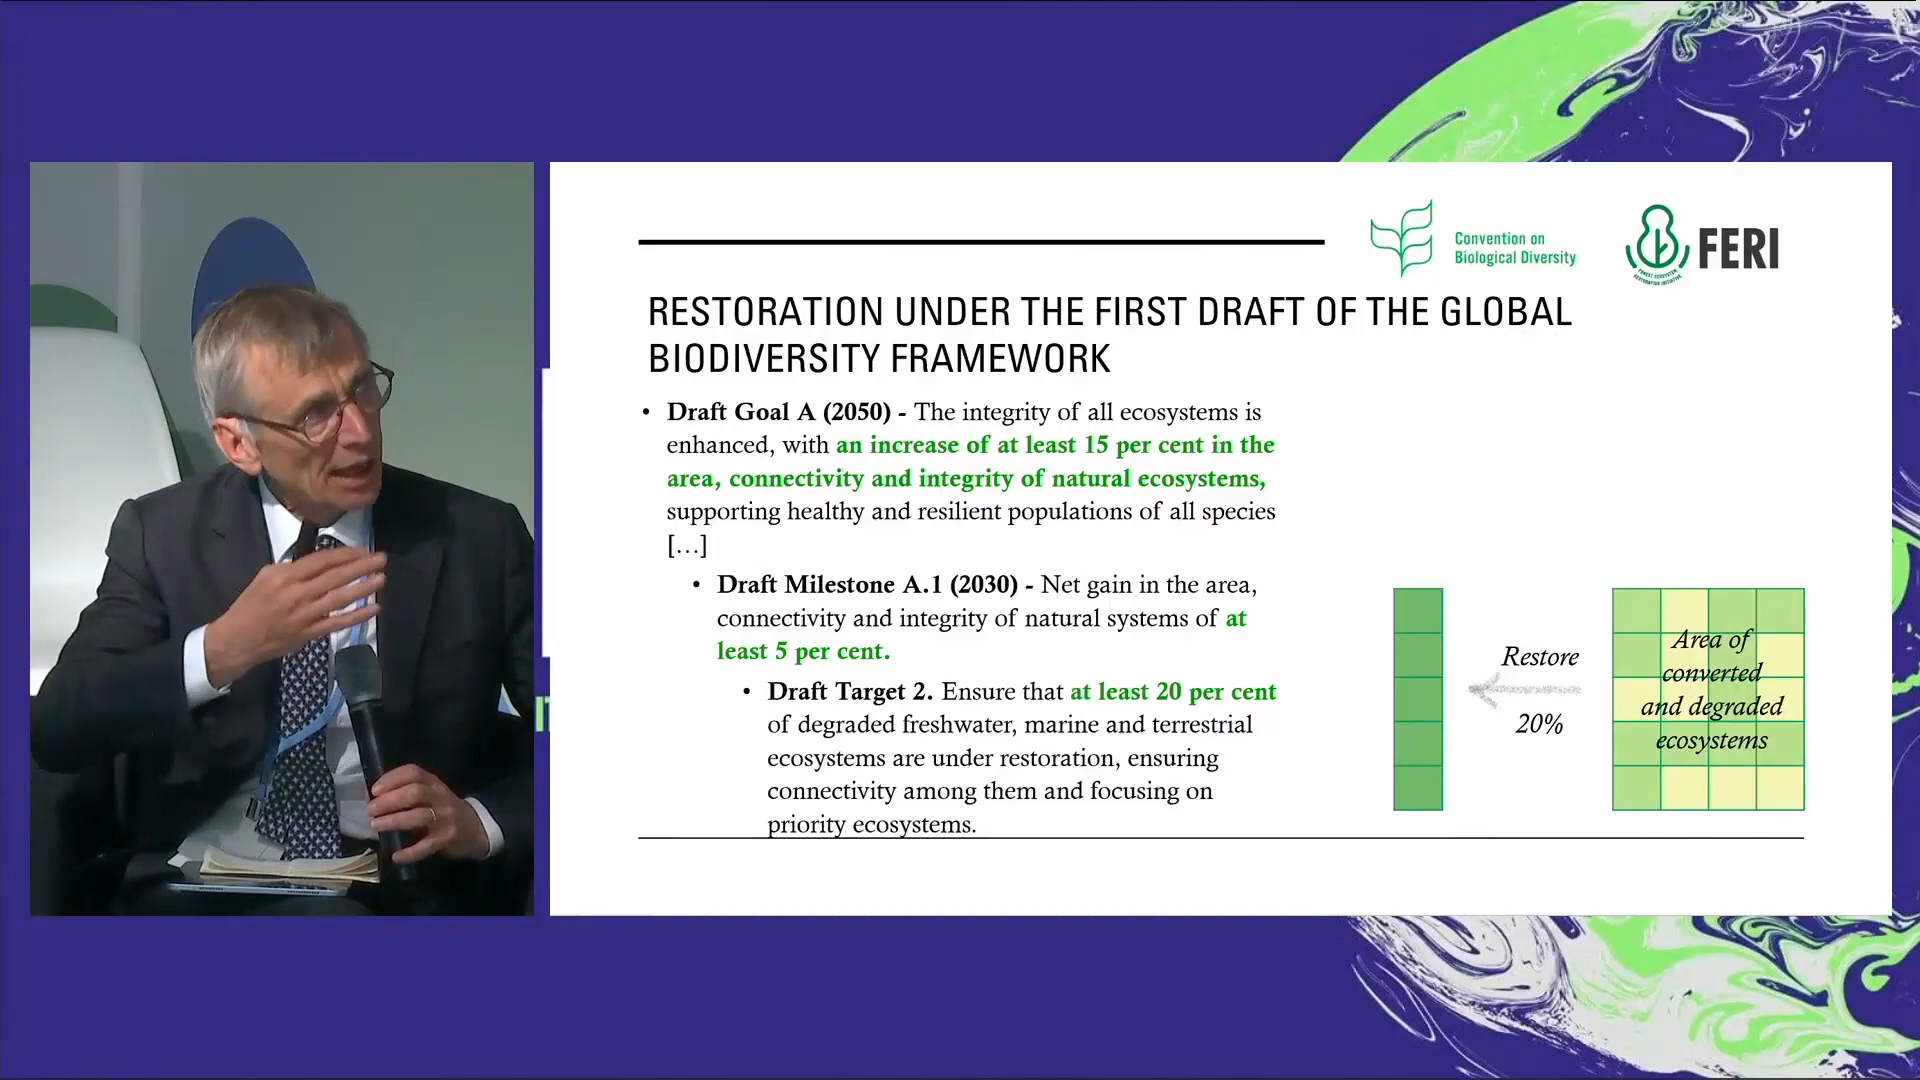 Convention on
Biological Diversity
FERI
RESTORATION UNDER THE FIRST DRAFT OF THE GLOBAL
BIODIVERSITY FRAMEWORK
• Draft Goal A (2050) - The integrity of all ecosystems is
enhanced, with an increase of at least 15 per cent in the
area, connectivity and integrity of natural ecosystems,
supporting healthy and resilient populations of all species
[…]
• Draft Milestone A.1 (2030) - Net gain in the area,
connectivity and integrity of natural systems of at
least 5 per cent.
• Draft Target 2. Ensure that at least 20 per cent
of degraded freshwater, marine and terrestrial
ecosystems are under restoration, ensuring
connectivity among them and focusing on
priority ecosystems.
Restore
20%
Area of
converted
and degraded
ecosystems